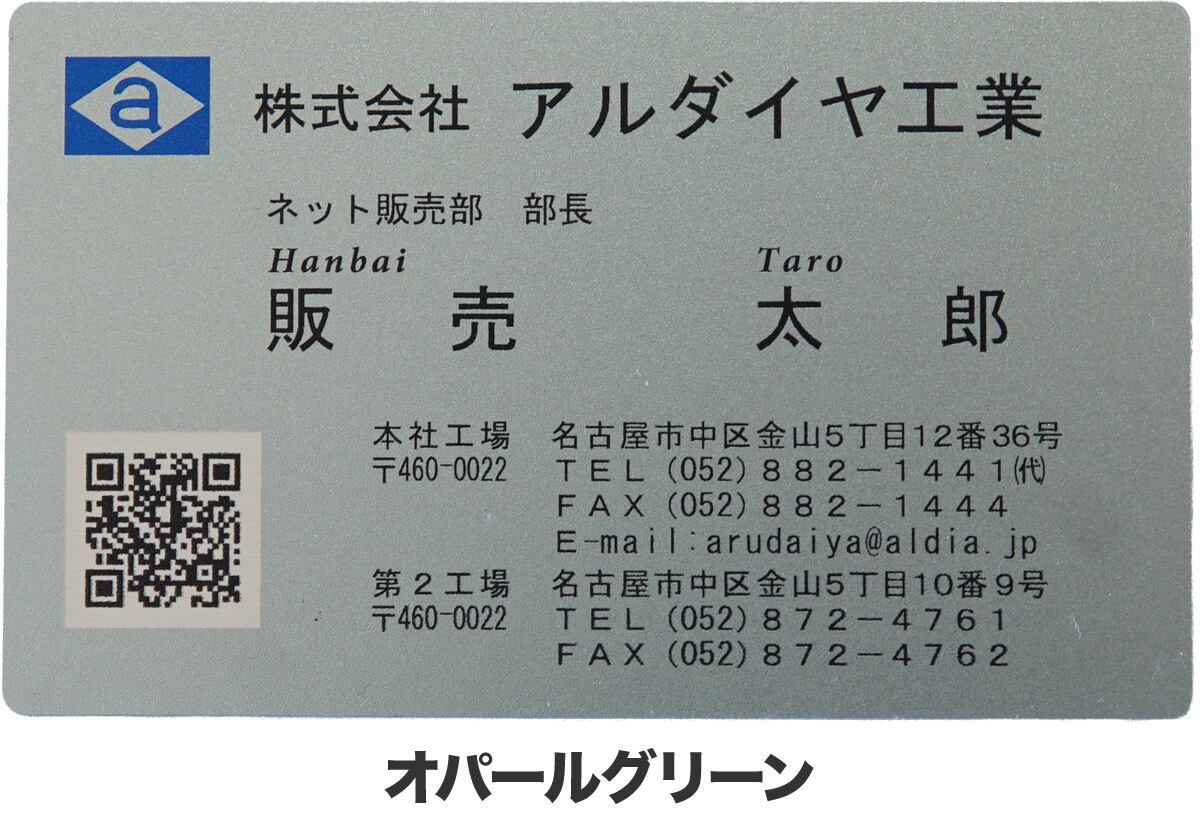 a
株式会社 アルダイヤ工業
ネット販売部 部長
Hanbai Taro
販売 太郎
本社工場 名古屋市中区金山5丁目12番36号
〒460-0022 TEL (052) 882-1441(代)
FAX (052) 882-1444
E-mail:arudaiya@aldia.jp
第2工場 名古屋市中区金山5丁目10番9号
〒460-0022 TEL (052) 872-4761
FAX (052) 872-4762
オパールグリーン